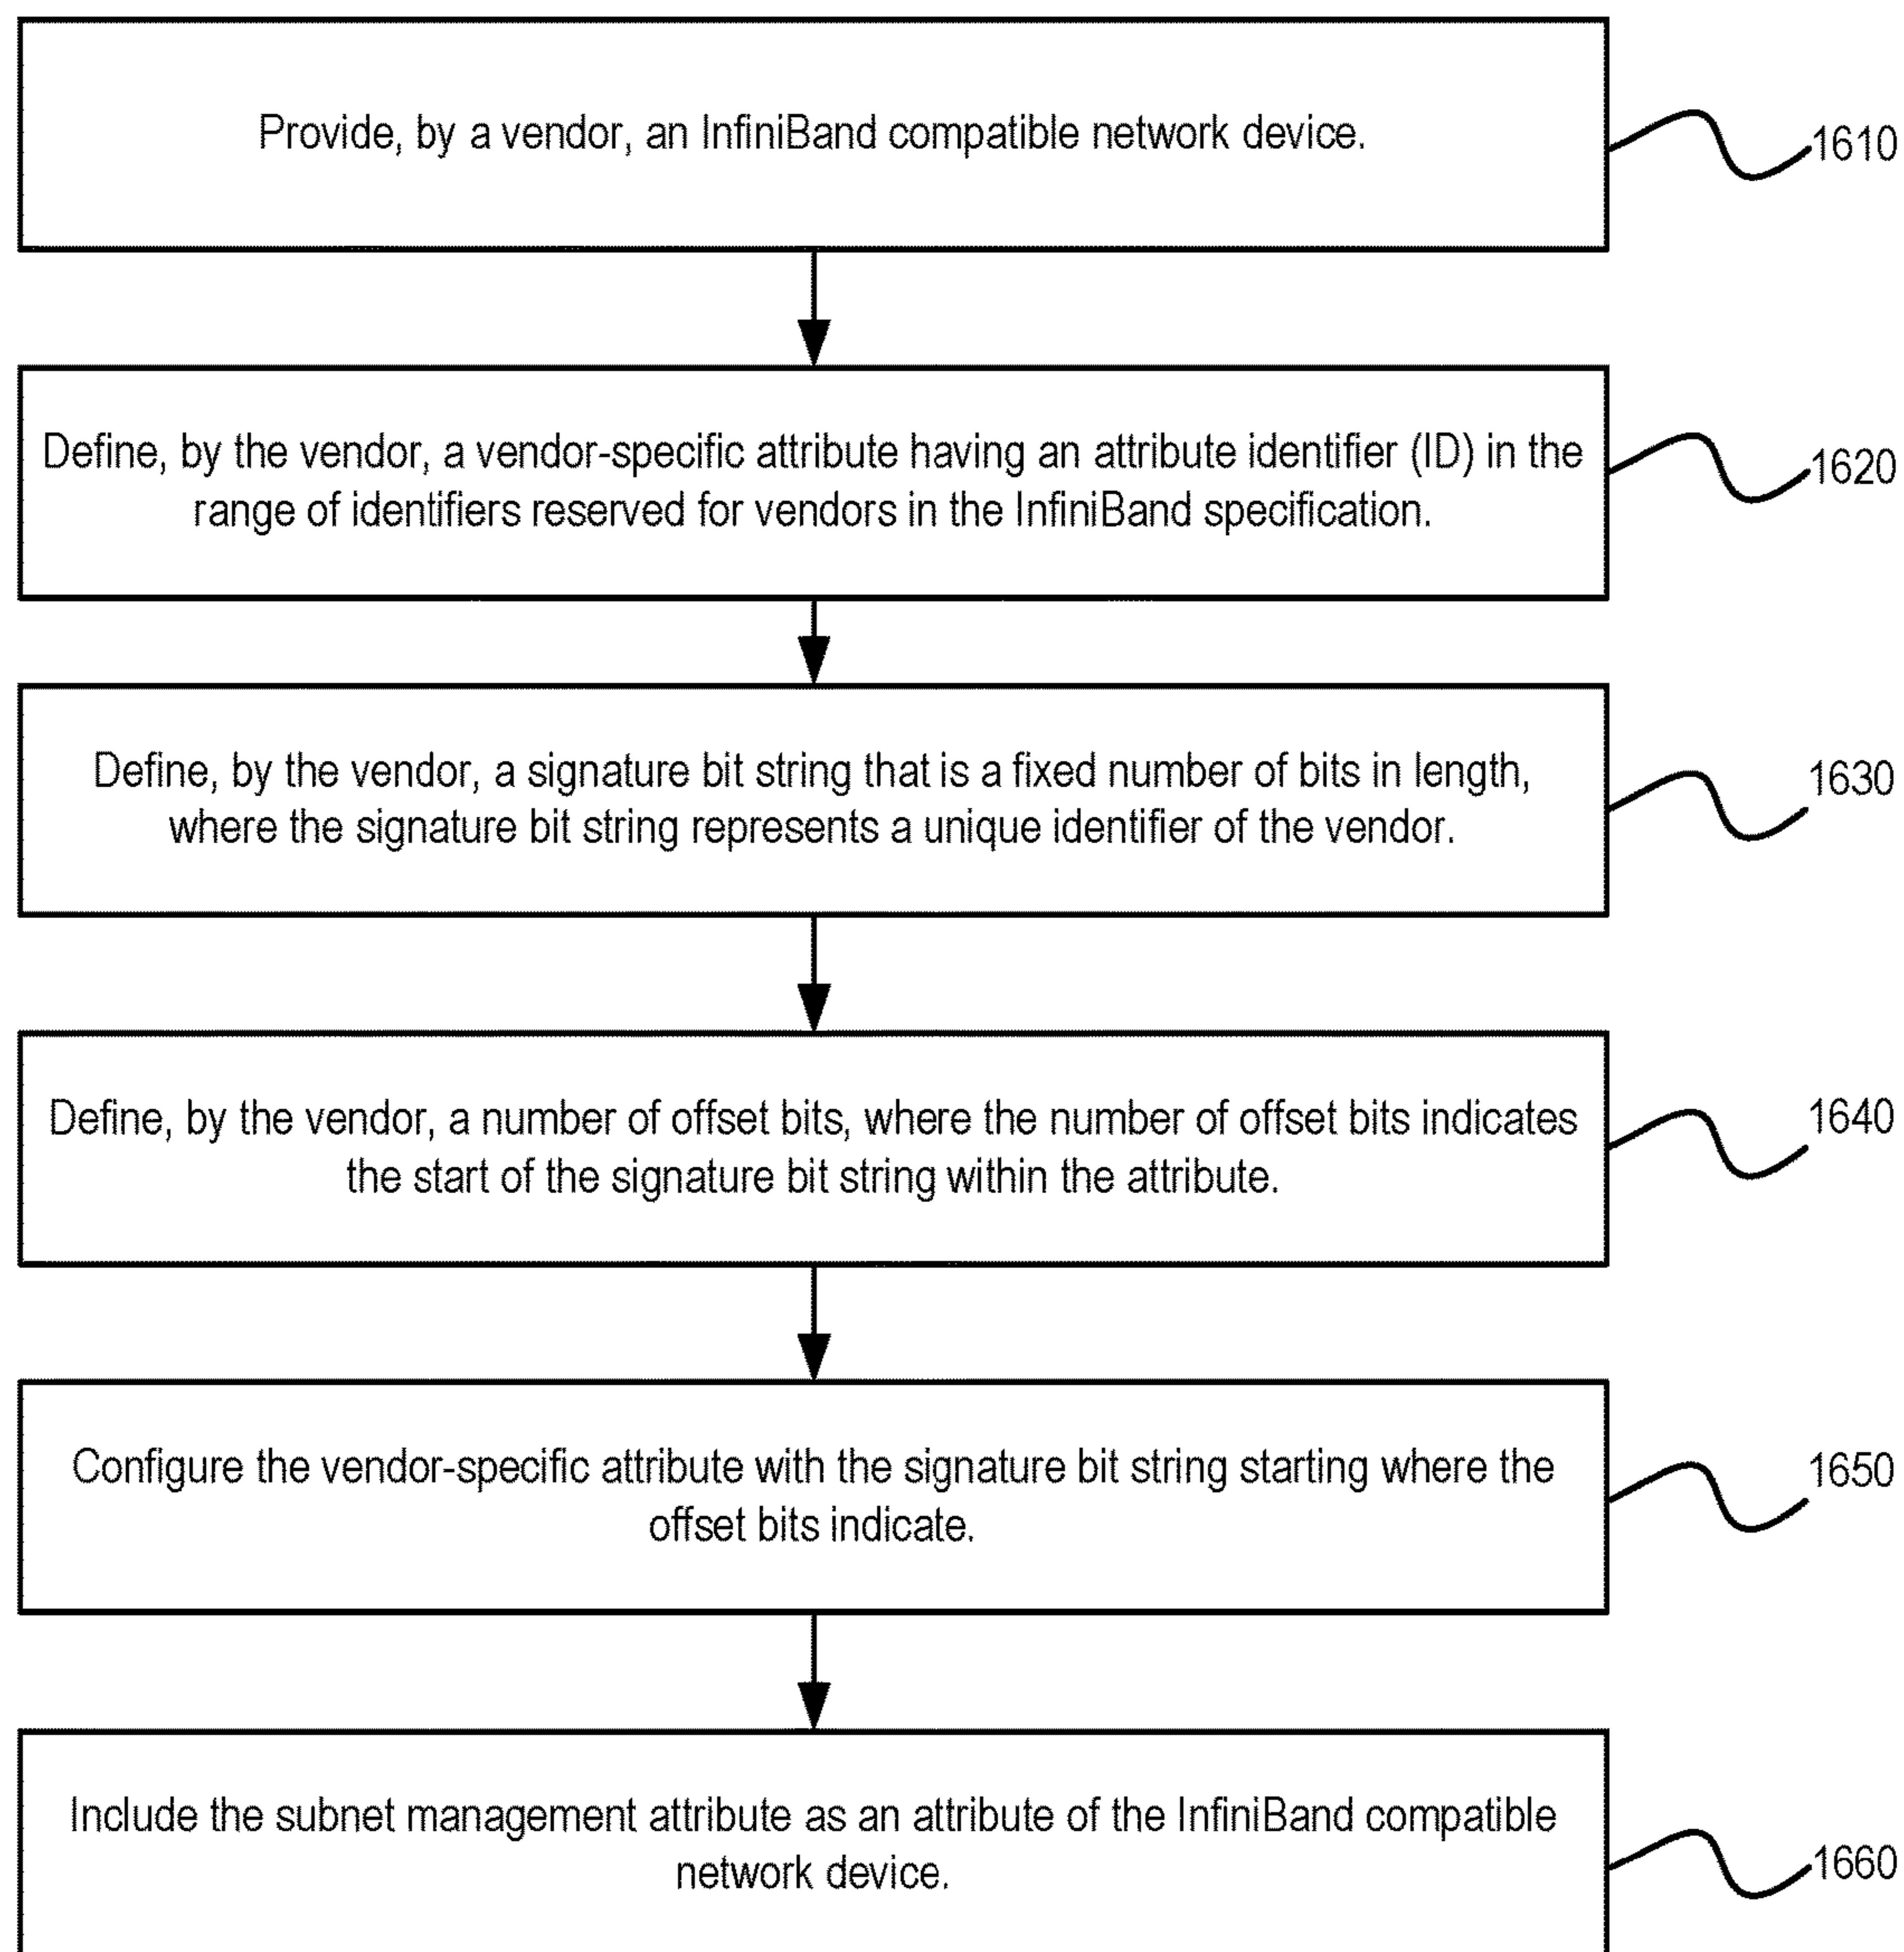 Provide, by a vendor, an InfiniBand compatible network device.
1610
Define, by the vendor, a vendor-specific attribute having an attribute identifier (ID) in the
range of identifiers reserved for vendors in the InfiniBand specification.
1620
Define, by the vendor, a signature bit string that is a fixed number of bits in length,
where the signature bit string represents a unique identifier of the vendor.
1630
Define, by the vendor, a number of offset bits, where the number of offset bits indicates
the start of the signature bit string within the attribute.
1640
Configure the vendor-specific attribute with the signature bit string starting where the
offset bits indicate.
1650
Include the subnet management attribute as an attribute of the InfiniBand compatible
network device.
1660